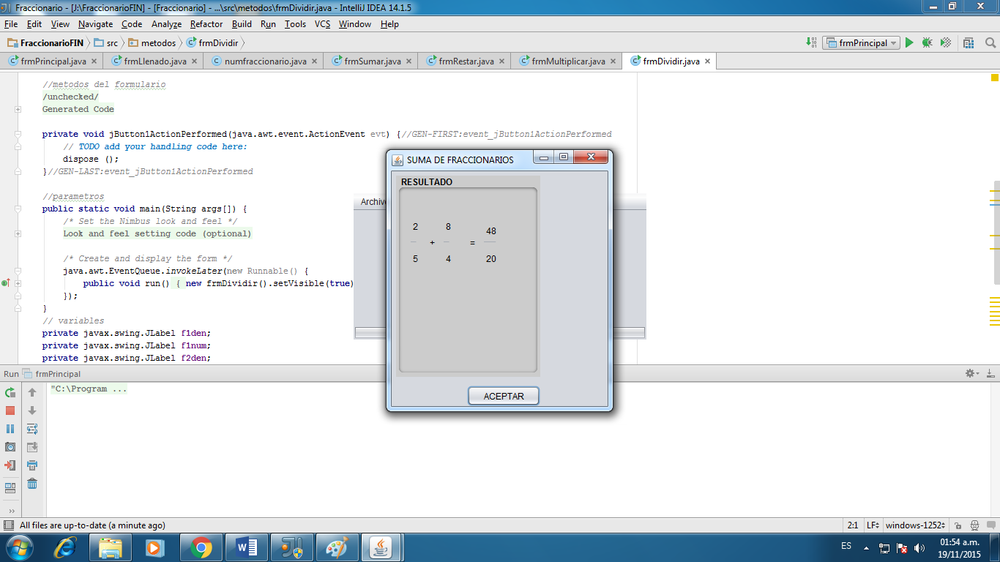 Fraccionario - [J:\FraccionarioFIN] - [Fraccionario] - ...\src\metodos\frmDividir.java - IntelliJ IDEA 14.1.5
File Edit View Navigate Code Analyze Refactor Build Run Tools VCS Window Help
FraccionarioFIN src metodos frmDividir
frmPrincipal
frmPrincipal.java frmLlenado.java numfraccionario.java frmSumar.java frmRestar.java frmMultiplicar.java frmDividir.java
//metodos del formulario
/unchecked/
Generated Code
private void jButton1ActionPerformed(java.awt.event.ActionEvent evt) {//GEN-FIRST:event_jButton1ActionPerformed
// TODO add your handling code here:
dispose ();
}//GEN-LAST:event_jButton1ActionPerformed
//parametros
public static void main(String args[]) {
/* Set the Nimbus look and feel */
Look and feel setting code (optional)
/* Create and display the form */
java.awt.EventQueue.invokeLater(new Runnable() {
public void run() { new frmDividir().setVisible(true)
});
}
// variables
private javax.swing.JLabel f1den;
private javax.swing.JLabel f1num;
private javax.swing.JLabel f2den;
Archivo
SUMA DE FRACCIONARIOS
RESULTADO
2 8 48
+ =
5 4 20
ACEPTAR
Run frmPrincipal
"C:\Program ...
All files are up-to-date (a minute ago)
2:1 LF windows-1252
ES
01:54 a.m.
19/11/2015